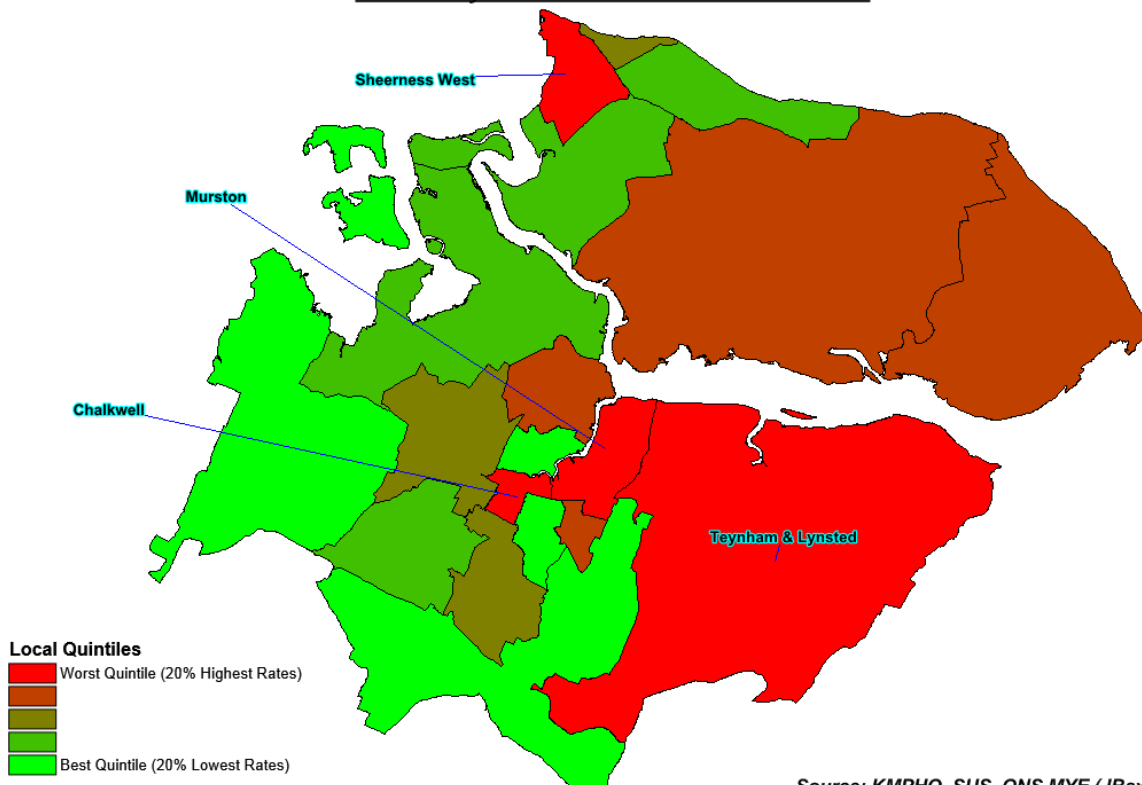 Sheerness West
Murston
Chalkwell
Teynham & Lynsted
Local Quintiles
Worst Quintile (20% Highest Rates)
Best Quintile (20% Lowest Rates)
Source: KMPHO, SUS, ONS MYE